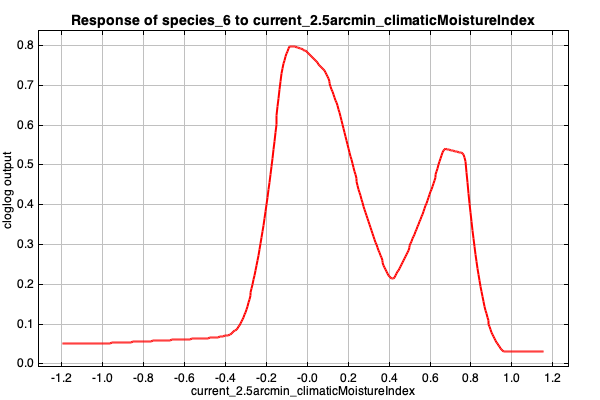 Response of species_6 to current_2.5arcmin_climaticMoistureIndex
cloglog output
0.8
0.7
0.6
0.5
0.4
0.3
0.2
0.1
0.0
-1.2 -1.0 -0.8 -0.6 -0.4 -0.2 -0.0 0.2 0.4 0.6 0.8 1.0 1.2
current_2.5arcmin_climaticMoistureIndex